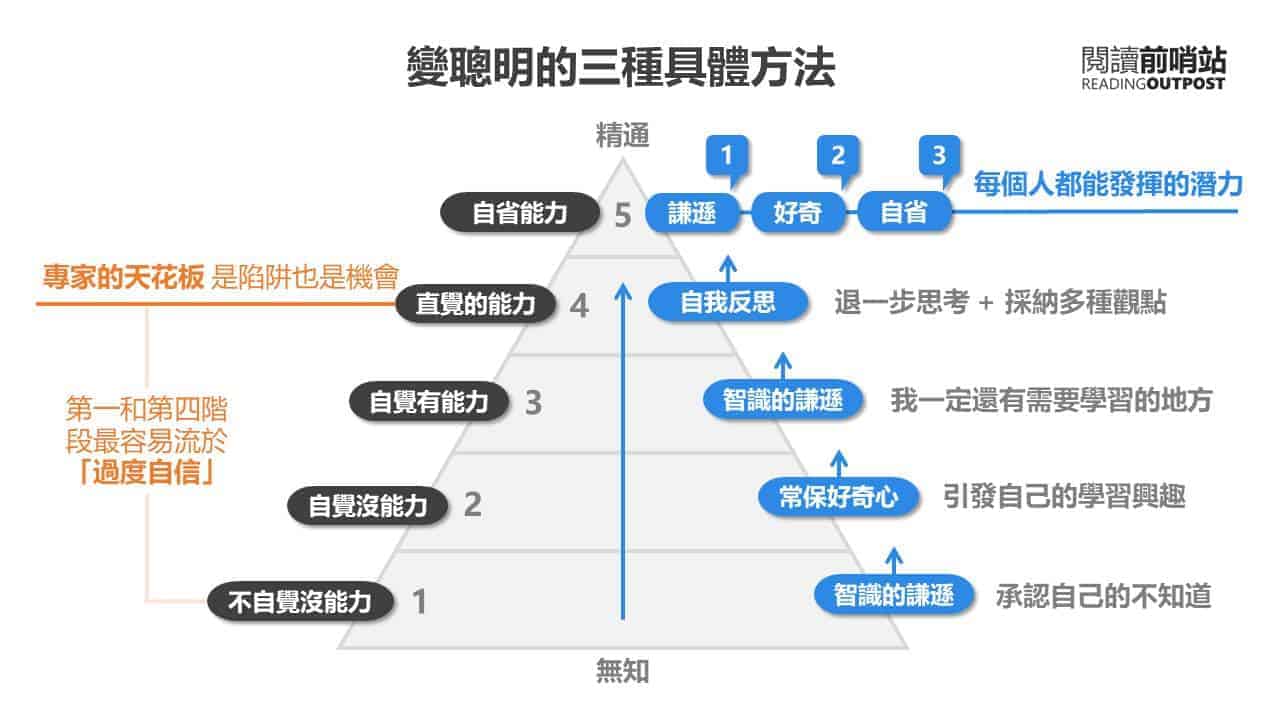 變聰明的三種具體方法
閱讀前哨站
READINGOUTPOST
精通
1
2
3
每個人都能發揮的潛力
自省能力
5
謙遜
好奇
自省
專家的天花板 是陷阱也是機會
直覺的能力
4
自我反思
退一步思考 + 採納多種觀點
自覺有能力
3
智識的謙遜
我一定還有需要學習的地方
第一和第四階
段最容易流於
「過度自信」
自覺沒能力
2
常保好奇心
引發自己的學習興趣
不自覺沒能力
1
智識的謙遜
承認自己的不知道
無知